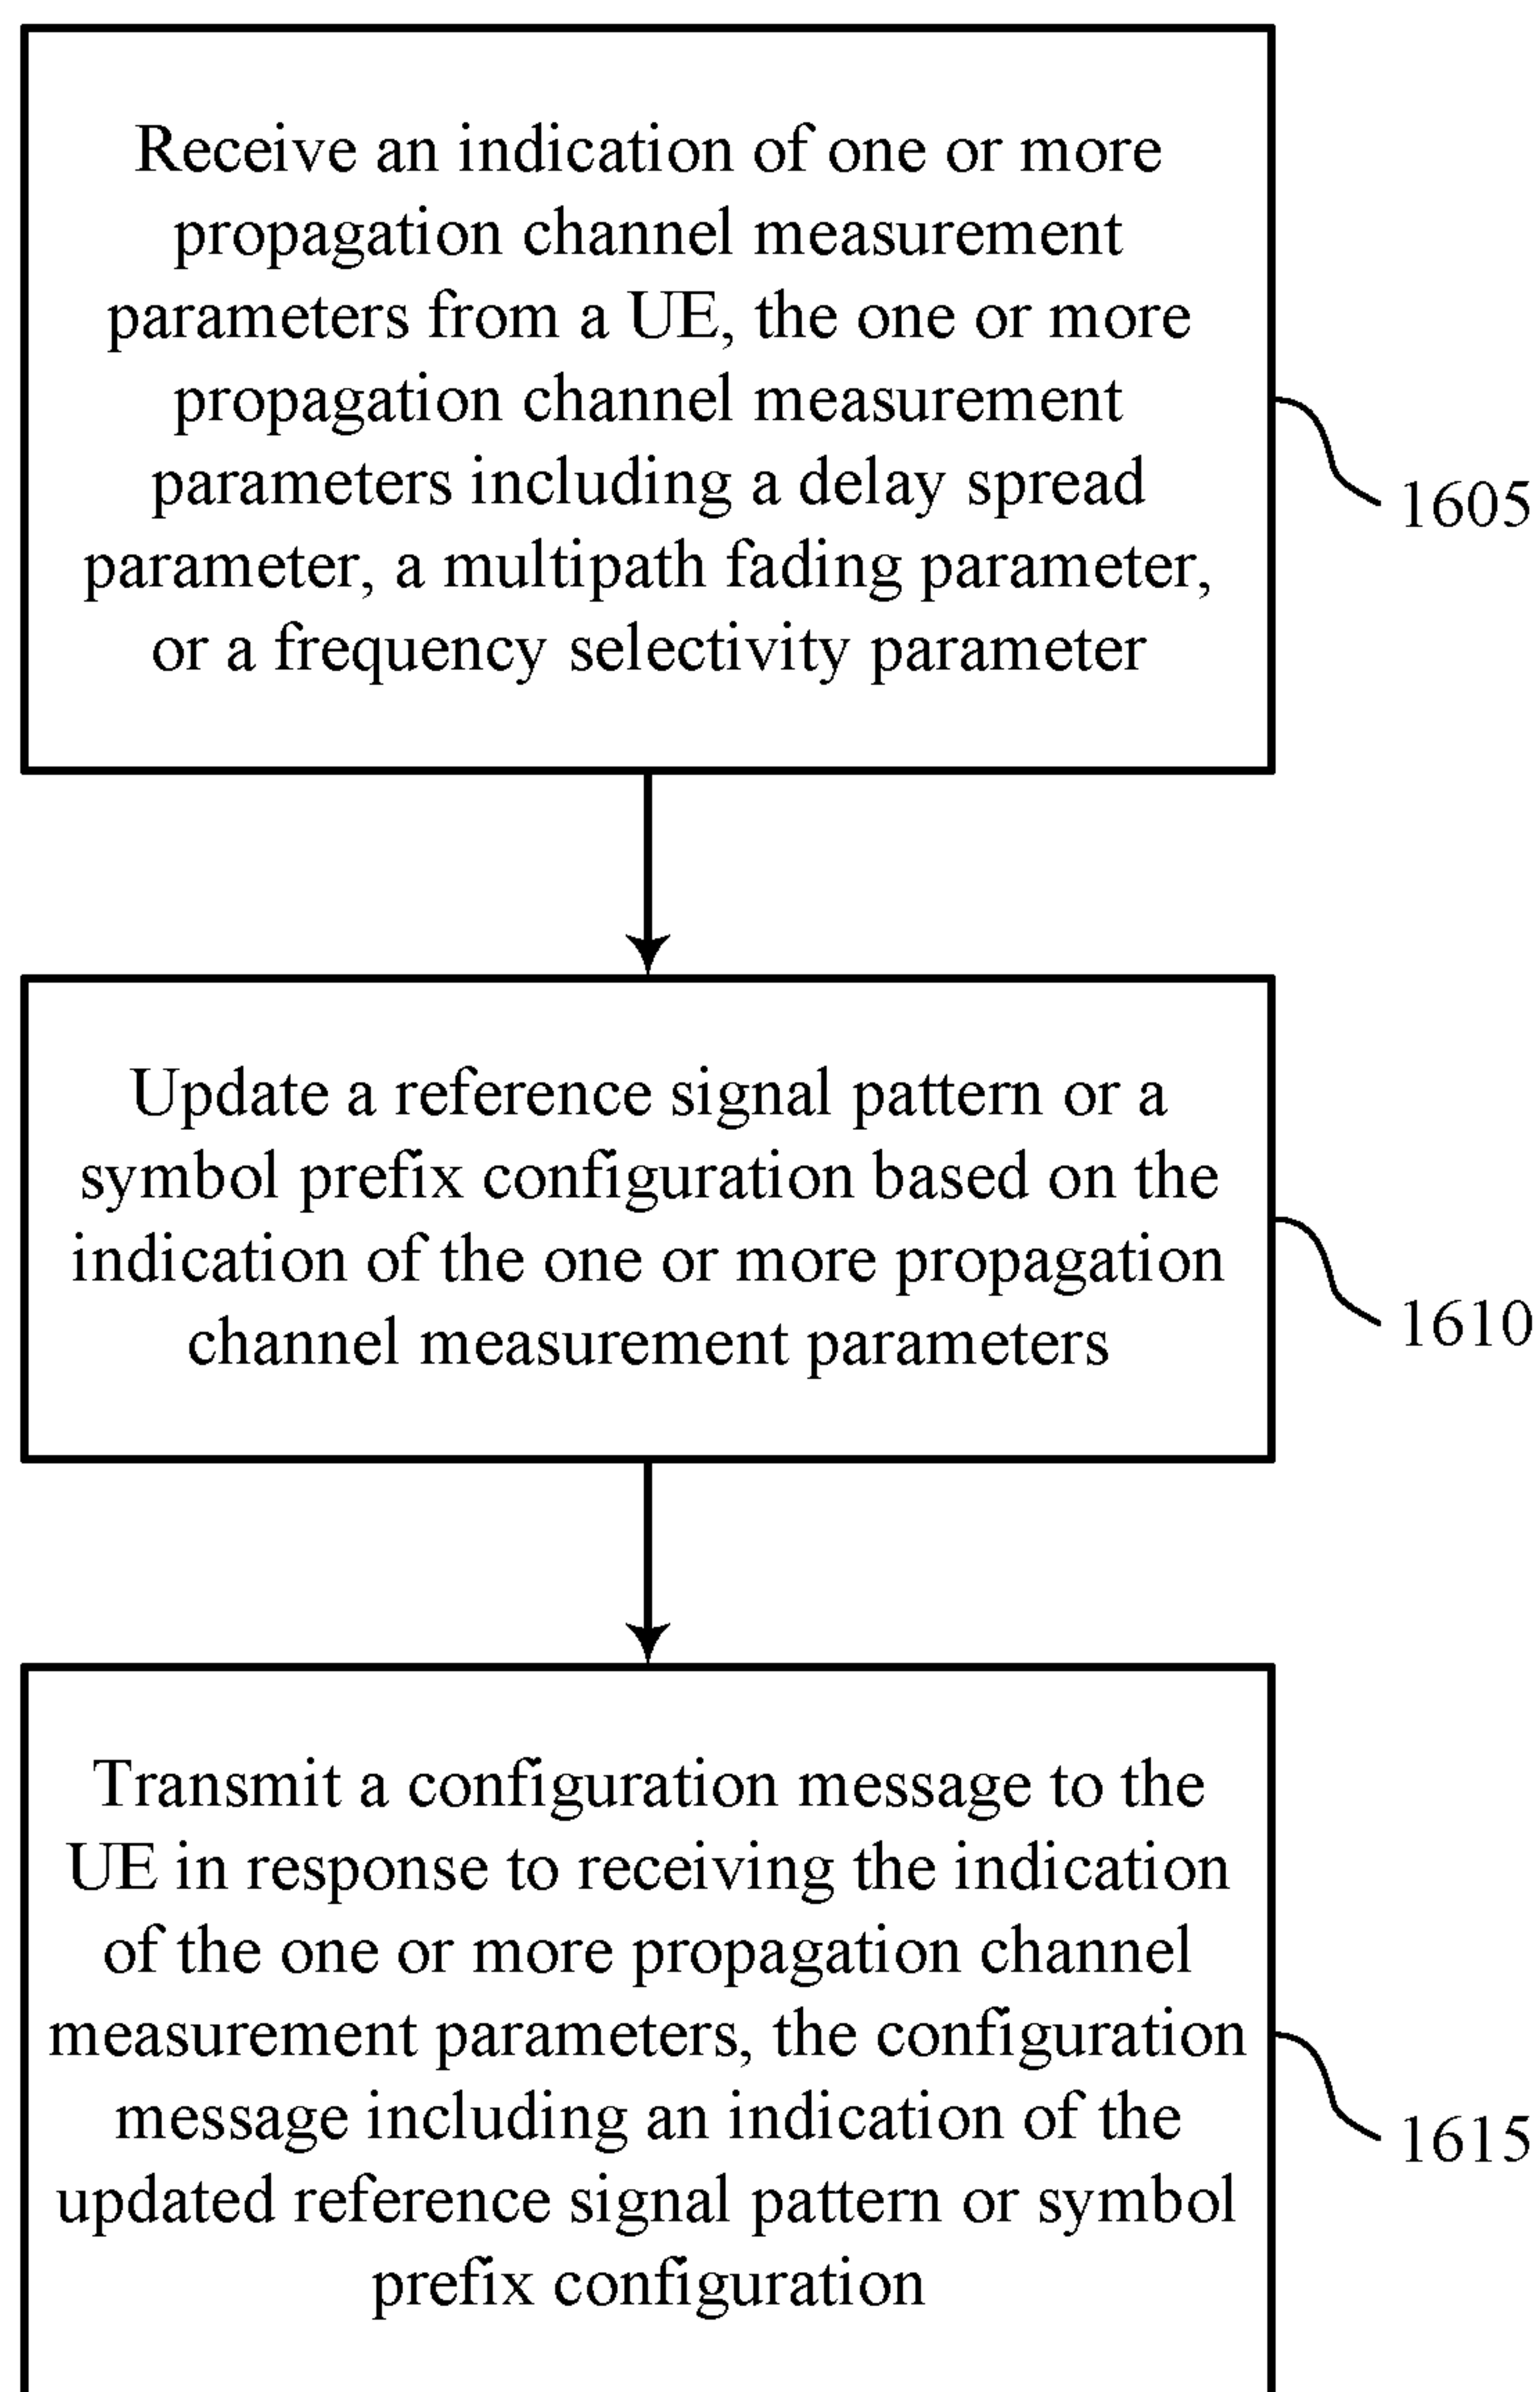 Receive an indication of one or more
propagation channel measurement
parameters from a UE, the one or more
propagation channel measurement
parameters including a delay spread
parameter, a multipath fading parameter,
or a frequency selectivity parameter
1605
Update a reference signal pattern or a
symbol prefix configuration based on the
indication of the one or more propagation
channel measurement parameters
1610
Transmit a configuration message to the
UE in response to receiving the indication
of the one or more propagation channel
measurement parameters, the configuration
message including an indication of the
updated reference signal pattern or symbol
prefix configuration
1615